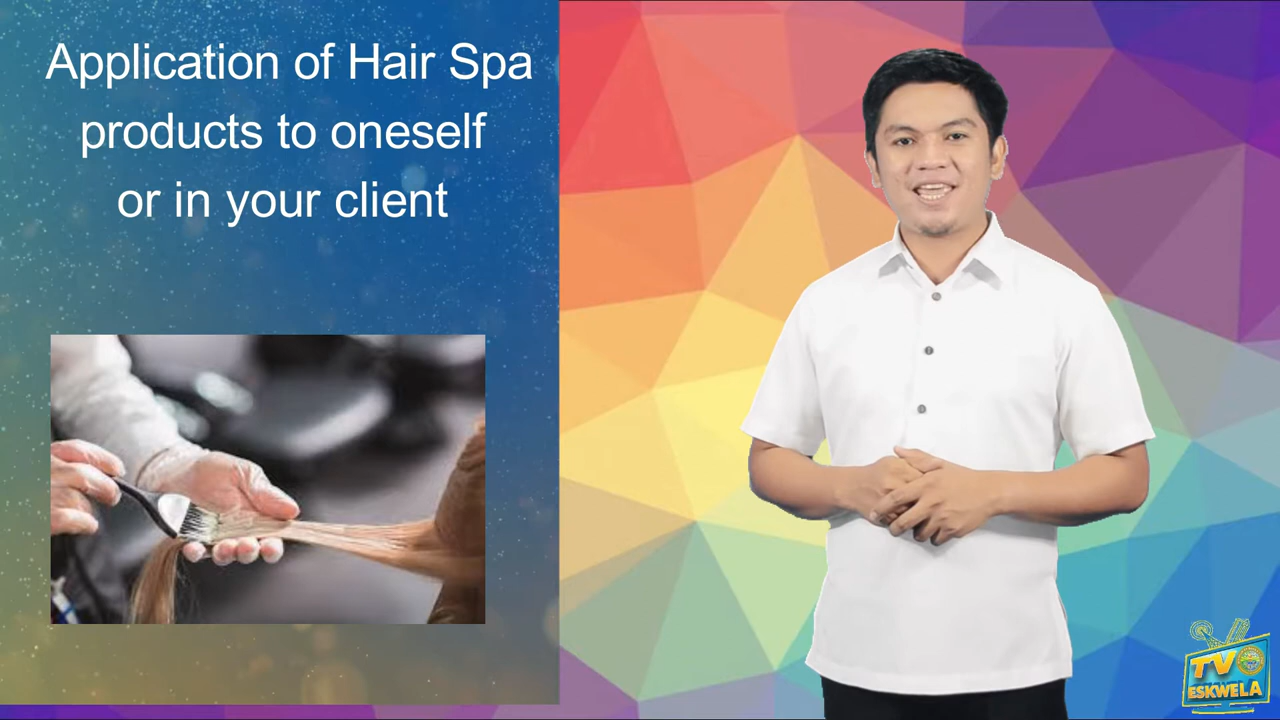 Application of Hair Spa
products to oneself
or in your client
TV
ESKWELA